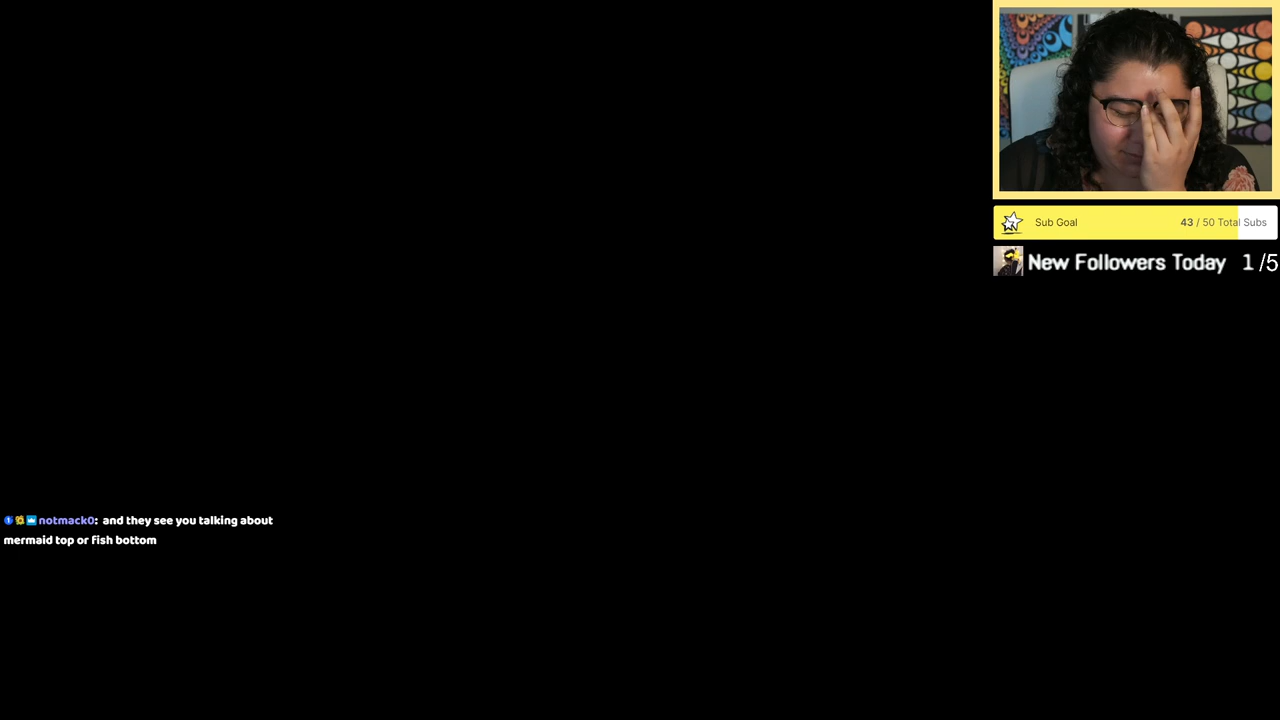 Sub Goal 43 / 50 Total Subs
New Followers Today 1 /5
notmack0: and they see you talking about
mermaid top or fish bottom